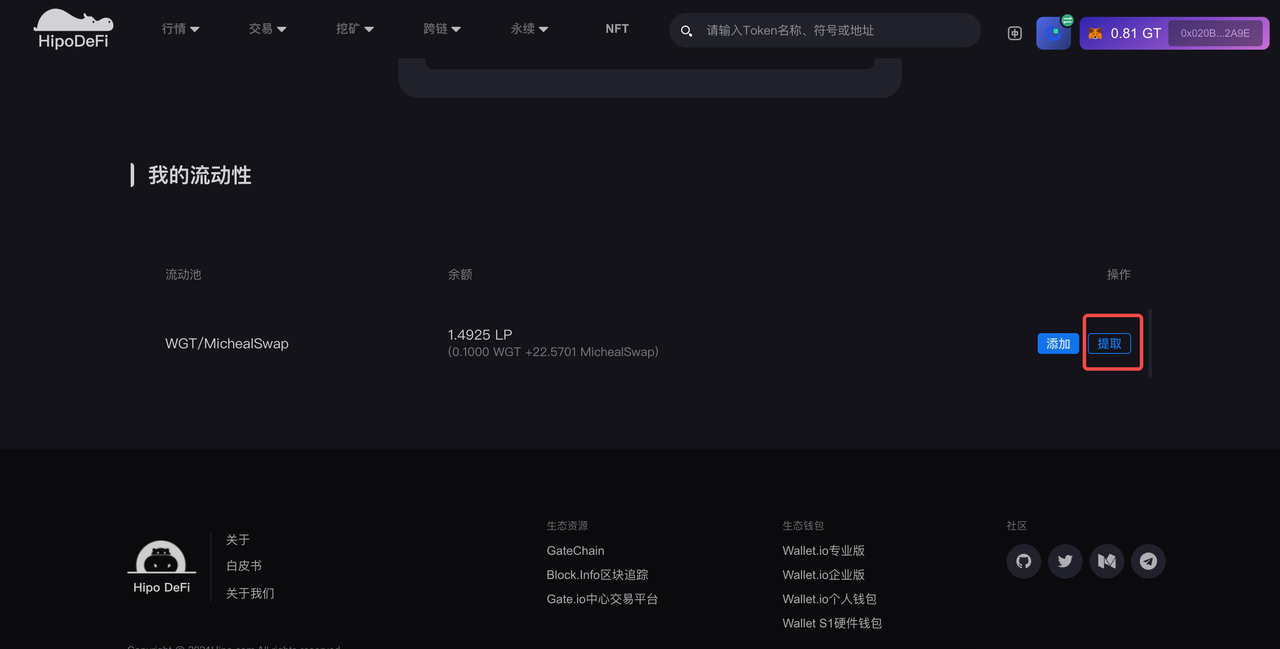 HipoDeFi
行情
交易
挖矿
跨链
永续
NFT
请输入Token名称、符号或地址
0.81 GT
0x020B...2A9E
我的流动性
流动池
余额
操作
WGT/MichealSwap
1.4925 LP
(0.1000 WGT +22.5701 MichealSwap)
添加
提取
Hipo DeFi
关于
白皮书
关于我们
生态资源
GateChain
Block.Info区块追踪
Gate.io中心交易平台
生态钱包
Wallet.io专业版
Wallet.io企业版
Wallet.io个人钱包
Wallet S1硬件钱包
社区